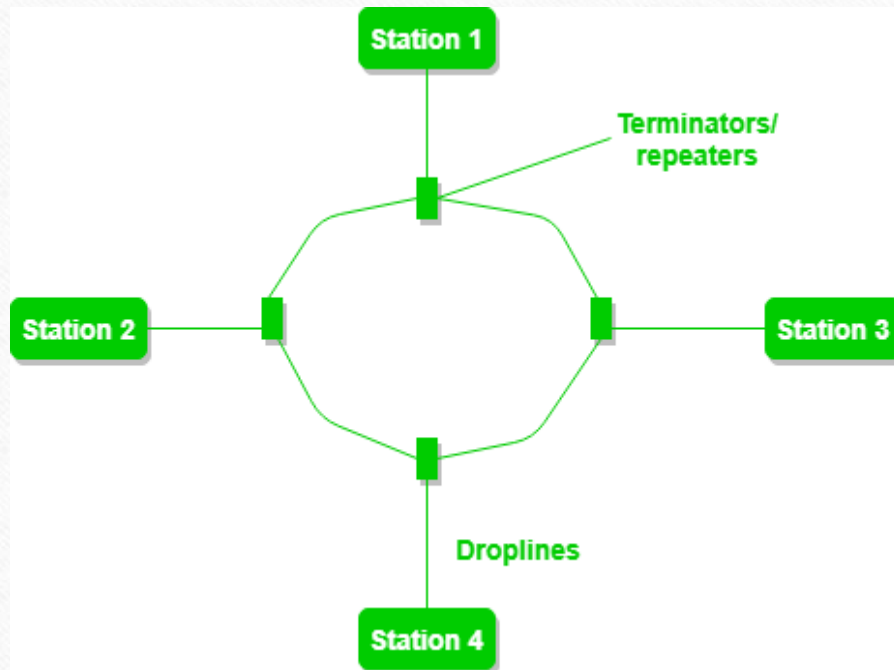 Station 1
Terminators/
repeaters
Station 2
Station 3
Droplines
Station 4